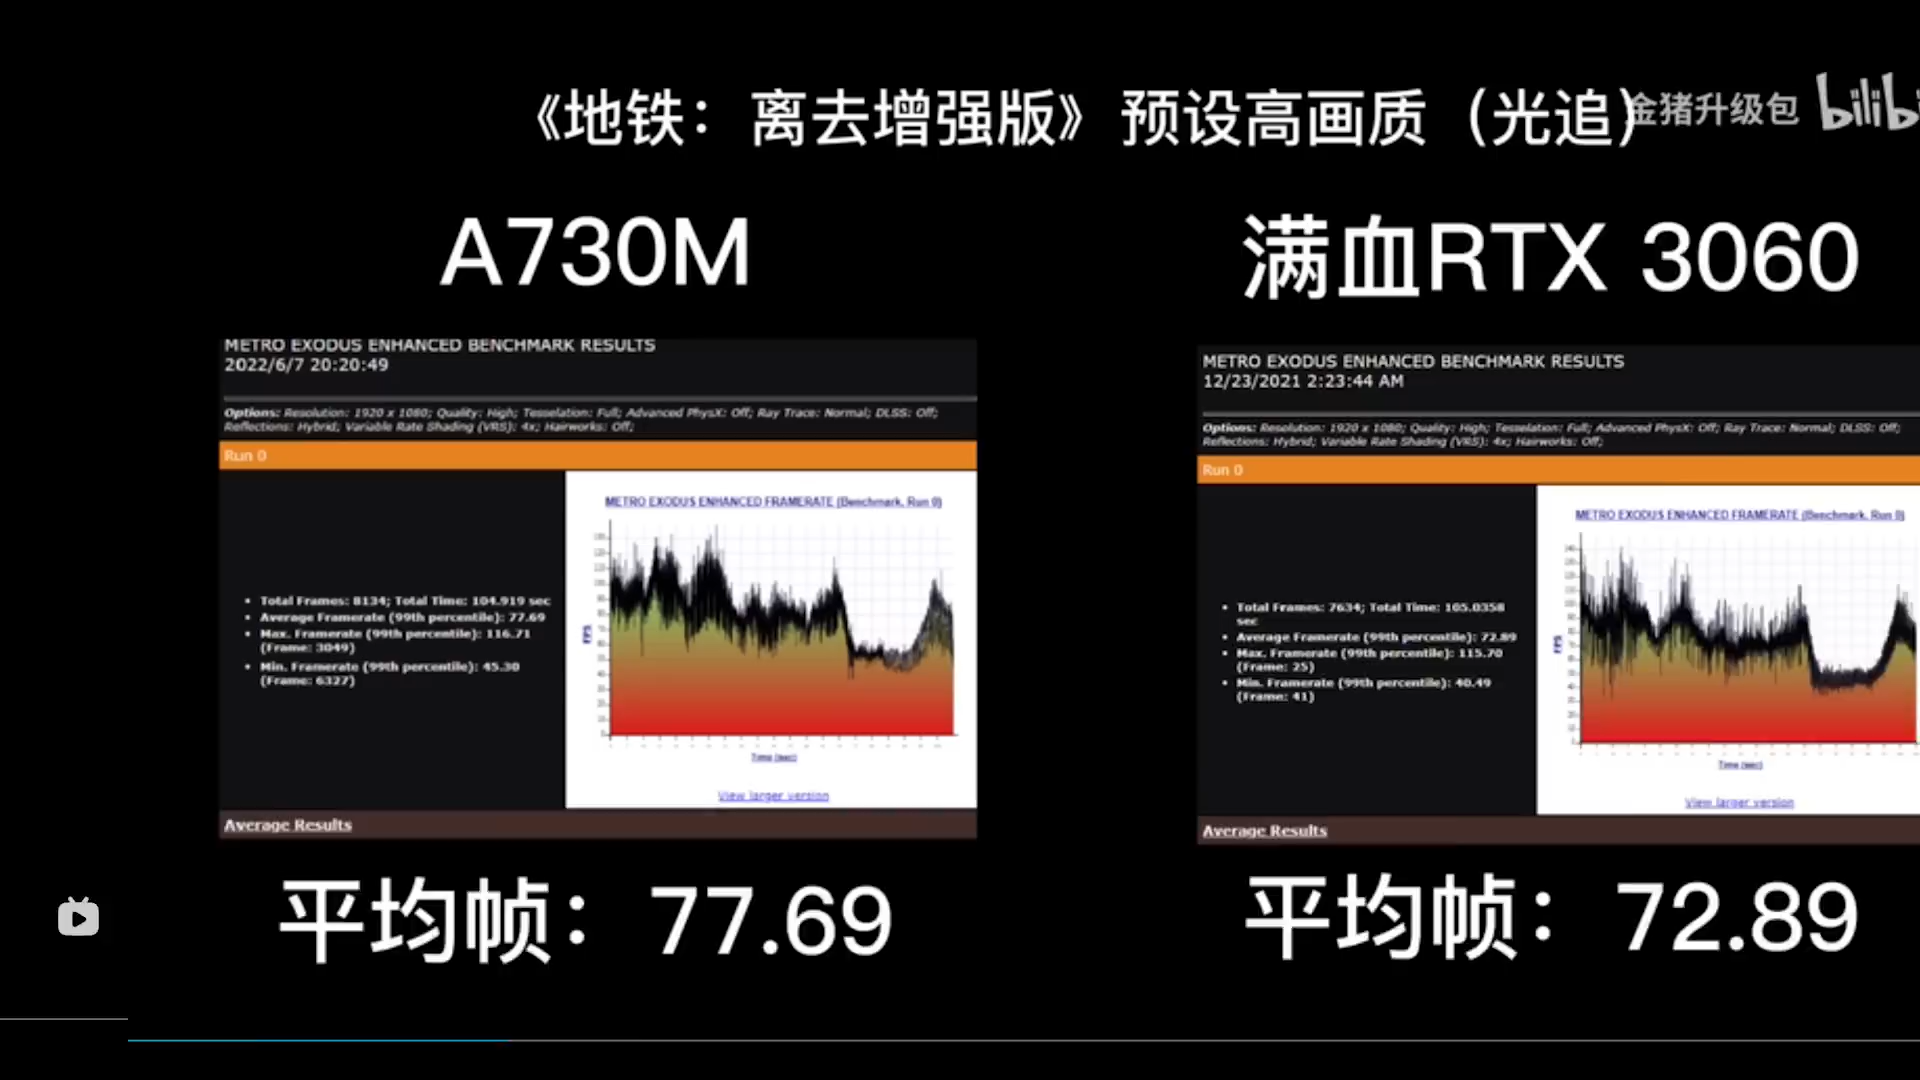 《地铁：离去增强版》预设高画质（光追）
金猪升级包 bilibi
A730M
满血RTX 3060
METRO EXODUS ENHANCED BENCHMARK RESULTS
2022/6/7 20:20:49
Options: Resolution: 1920 x 1080; Quality: High; Tesselation: Full; Advanced PhysX: Off; Ray Trace: Normal; DLSS: Off;
Reflections: Hybrid; Variable Rate Shading (VRS): 4x; Hairworks: Off;
Run 0
Total Frames: 8134; Total Time: 104.919 sec
Average Framerate (99th percentile): 77.69
Max. Framerate (99th percentile): 116.71
(Frame: 3049)
Min. Framerate (99th percentile): 45.30
(Frame: 6327)
METRO EXODUS ENHANCED FRAMERATE (Benchmark, Run 0)
FPS
Time (sec)
View larger version
Average Results
METRO EXODUS ENHANCED BENCHMARK RESULTS
12/23/2021 2:23:44 AM
Options: Resolution: 1920 x 1080; Quality: High; Tesselation: Full; Advanced PhysX: Off; Ray Trace: Normal; DLSS: Off;
Reflections: Hybrid; Variable Rate Shading (VRS): 4x; Hairworks: Off;
Run 0
Total Frames: 7634; Total Time: 105.0358
sec
Average Framerate (99th percentile): 72.89
Max. Framerate (99th percentile): 115.70
(Frame: 25)
Min. Framerate (99th percentile): 40.49
(Frame: 41)
METRO EXODUS ENHANCED FRAMERATE (Benchmark, Run 0)
FPS
Time (sec)
View larger version
Average Results
平均帧：77.69
平均帧：72.89